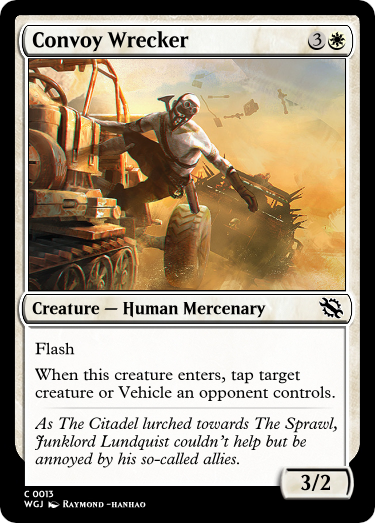 Convoy Wrecker 3
Creature — Human Mercenary
Flash
When this creature enters, tap target
creature or Vehicle an opponent controls.
As The Citadel lurched towards The Sprawl,
Junklord Lundquist couldn't help but be
annoyed by his so-called allies.
3/2
C 0013
WGJ Raymond -hanhao